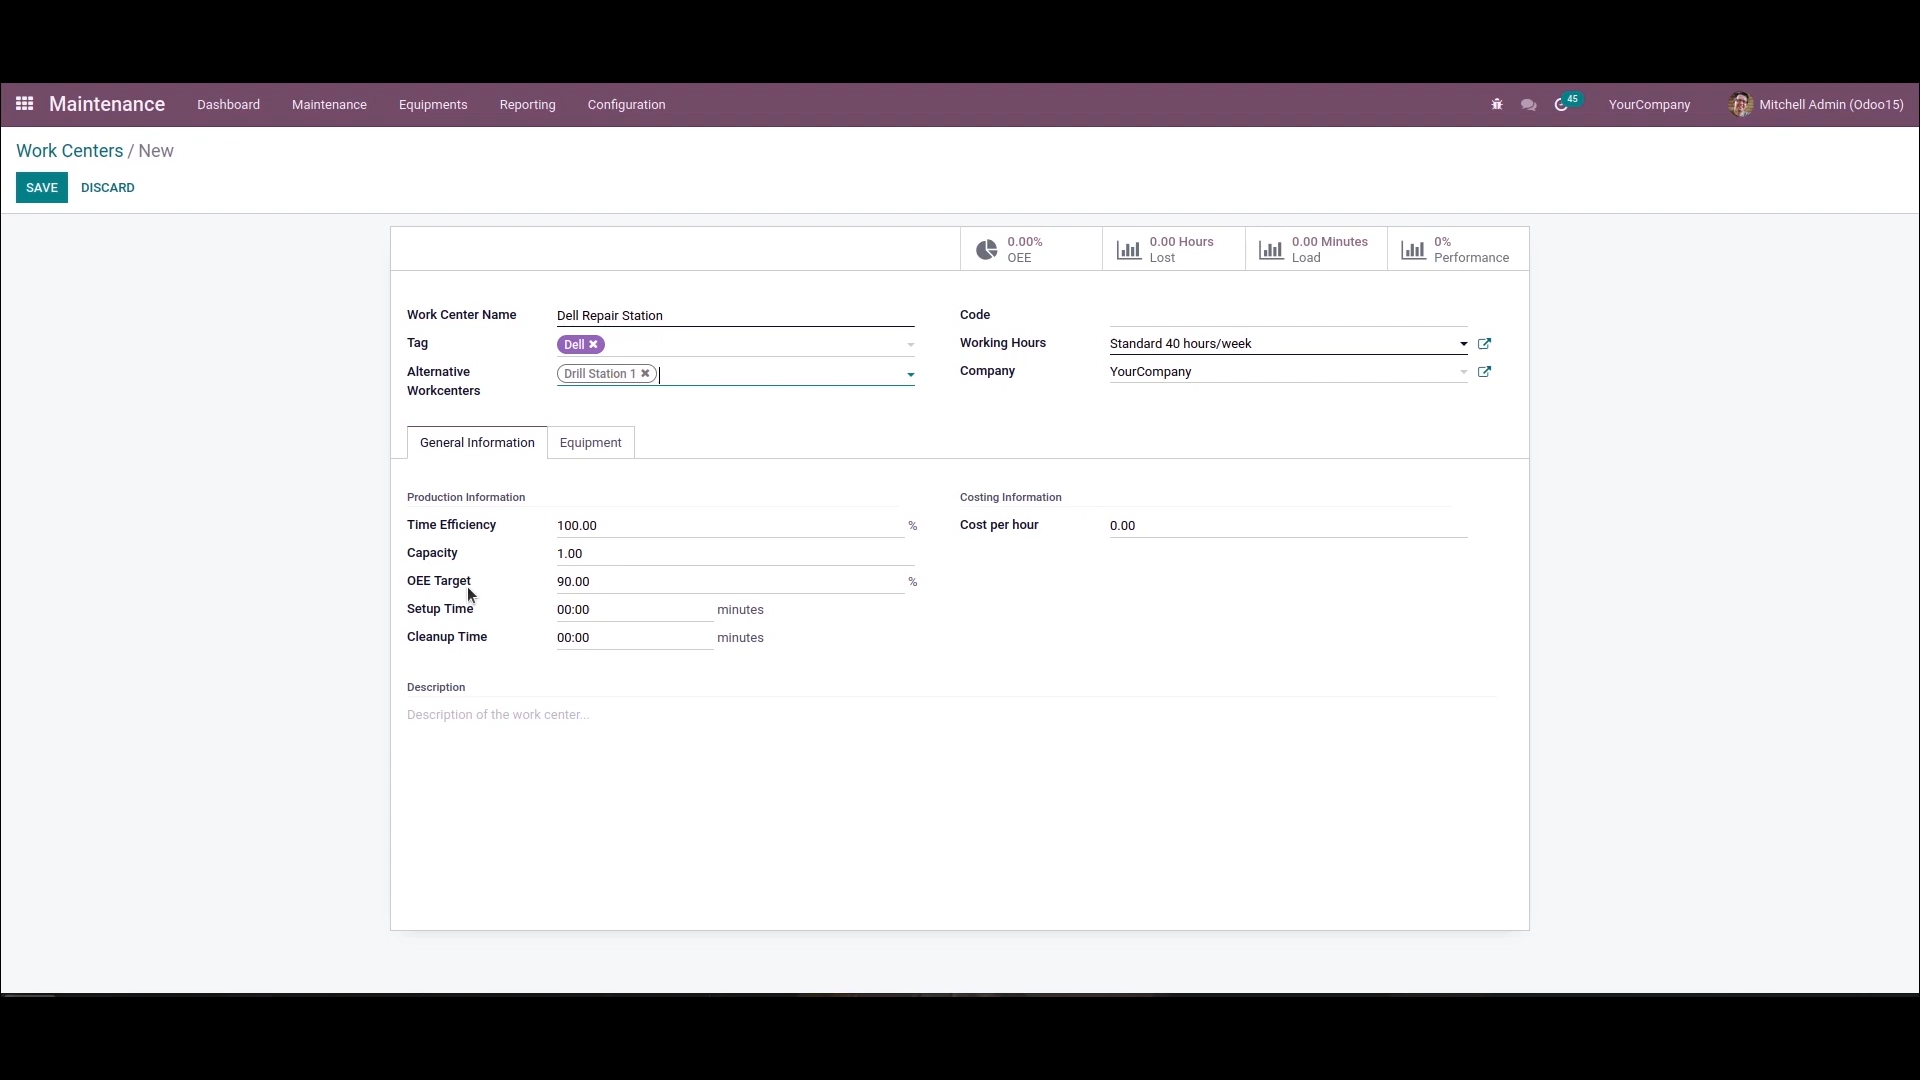 Maintenance Dashboard Maintenance Equipments Reporting Configuration 45 YourCompany Mitchell Admin (Odoo15)
Work Centers / New
SAVE DISCARD
0.00% OEE
0.00 Hours Lost
0.00 Minutes Load
0% Performance
Work Center Name Dell Repair Station
Tag Dell
Alternative Workcenters Drill Station 1
Code
Working Hours Standard 40 hours/week
Company YourCompany
General Information Equipment
Production Information
Time Efficiency 100.00 %
Capacity 1.00
OEE Target 90.00 %
Setup Time 00:00 minutes
Cleanup Time 00:00 minutes
Costing Information
Cost per hour 0.00
Description
Description of the work center...